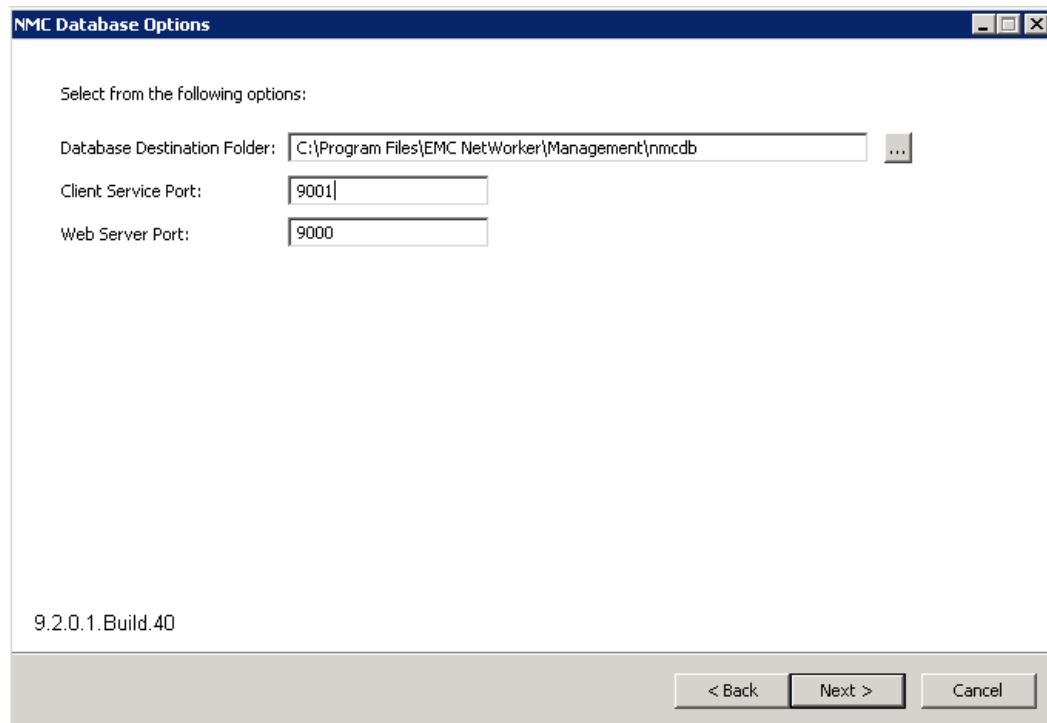 NMC Database Options
Select from the following options:
Database Destination Folder: C:\Program Files\EMC NetWorker\Management\nmcdb ...
Client Service Port: 9001
Web Server Port: 9000
9.2.0.1.Build.40
< Back Next > Cancel